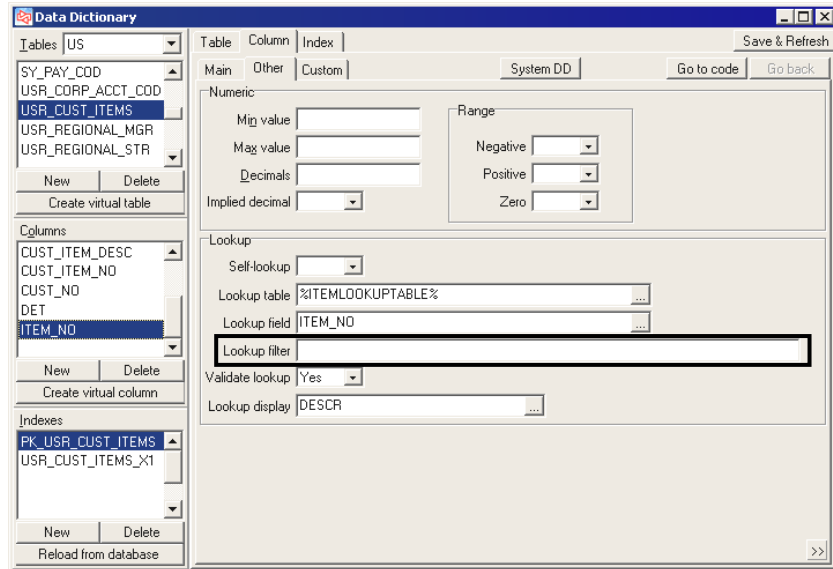 Data Dictionary
Tables US
SY_PAY_COD
USR_CORP_ACCT_COD
USR_CUST_ITEMS
USR_REGIONAL_MGR
USR_REGIONAL_STR
New Delete
Create virtual table
Columns
CUST_ITEM_DESC
CUST_ITEM_NO
CUST_NO
DET
ITEM_NO
New Delete
Create virtual column
Indexes
PK_USR_CUST_ITEMS
USR_CUST_ITEMS_X1
New Delete
Reload from database
Table Column Index Save & Refresh
Main Other Custom System DD Go to code Go back
Numeric
Min value
Max value
Decimals
Implied decimal
Range
Negative
Positive
Zero
Lookup
Self-lookup
Lookup table %ITEMLOOKUPTABLE% ...
Lookup field ITEM_NO ...
Lookup filter
Validate lookup Yes
Lookup display DESCR ...
>>